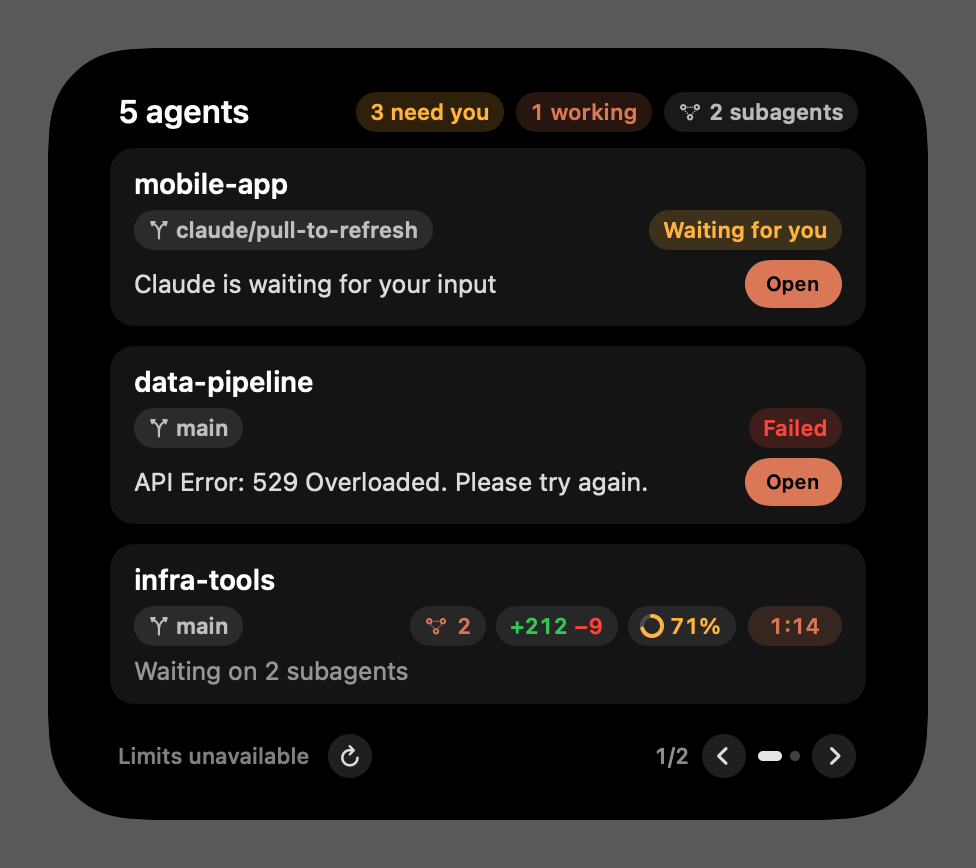 5 agents 3 need you 1 working 2 subagents
mobile-app
claude/pull-to-refresh Waiting for you
Claude is waiting for your input Open
data-pipeline
main Failed
API Error: 529 Overloaded. Please try again. Open
infra-tools
main 2 +212 −9 71% 1:14
Waiting on 2 subagents
Limits unavailable 1/2